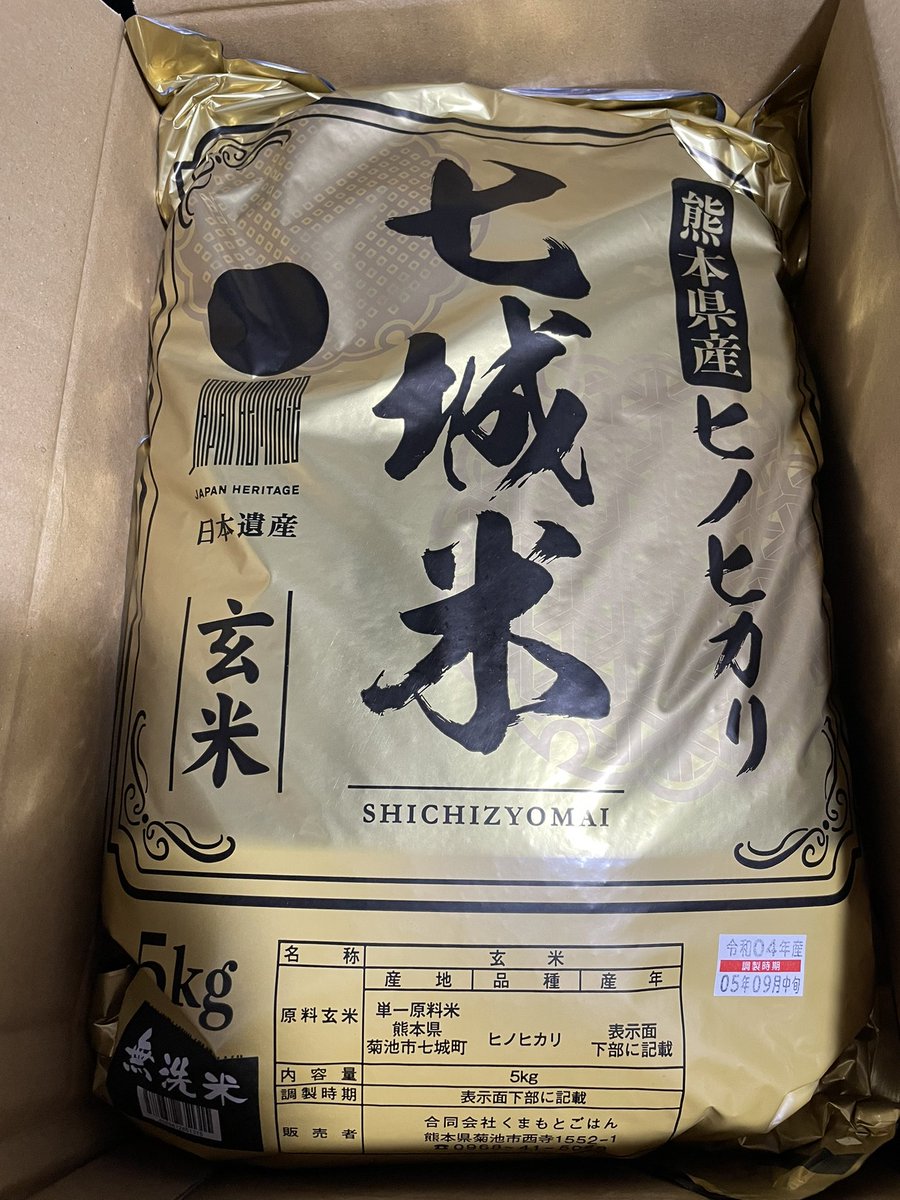 熊本県産
ヒノヒカリ
七城米
SHICHIZYOMAI
JAPAN HERITAGE
日本遺産
玄米
5kg
無洗米
名称 玄米
産地 品種 産年
原料玄米 単一原料米 熊本県 菊池市七城町 ヒノヒカリ 表示面下部に記載
内容量 5kg
調製時期 表示面下部に記載
販売者 合同会社くまもとごはん
熊本県菊池市西寺1552-1
令和04年産
調製時期
05年09月中旬